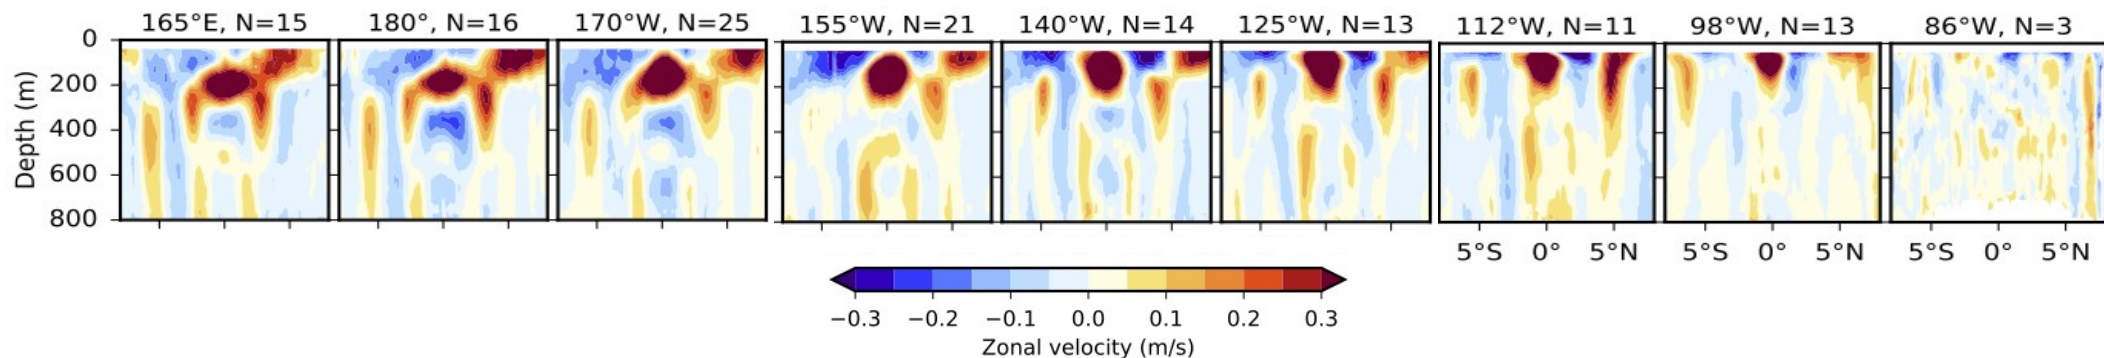 165°E, N=15 180°, N=16 170°W, N=25 155°W, N=21 140°W, N=14 125°W, N=13 112°W, N=11 98°W, N=13 86°W, N=3
Depth (m)
0
200
400
600
800
5°S 0° 5°N 5°S 0° 5°N 5°S 0° 5°N
−0.3 −0.2 −0.1 0.0 0.1 0.2 0.3
Zonal velocity (m/s)